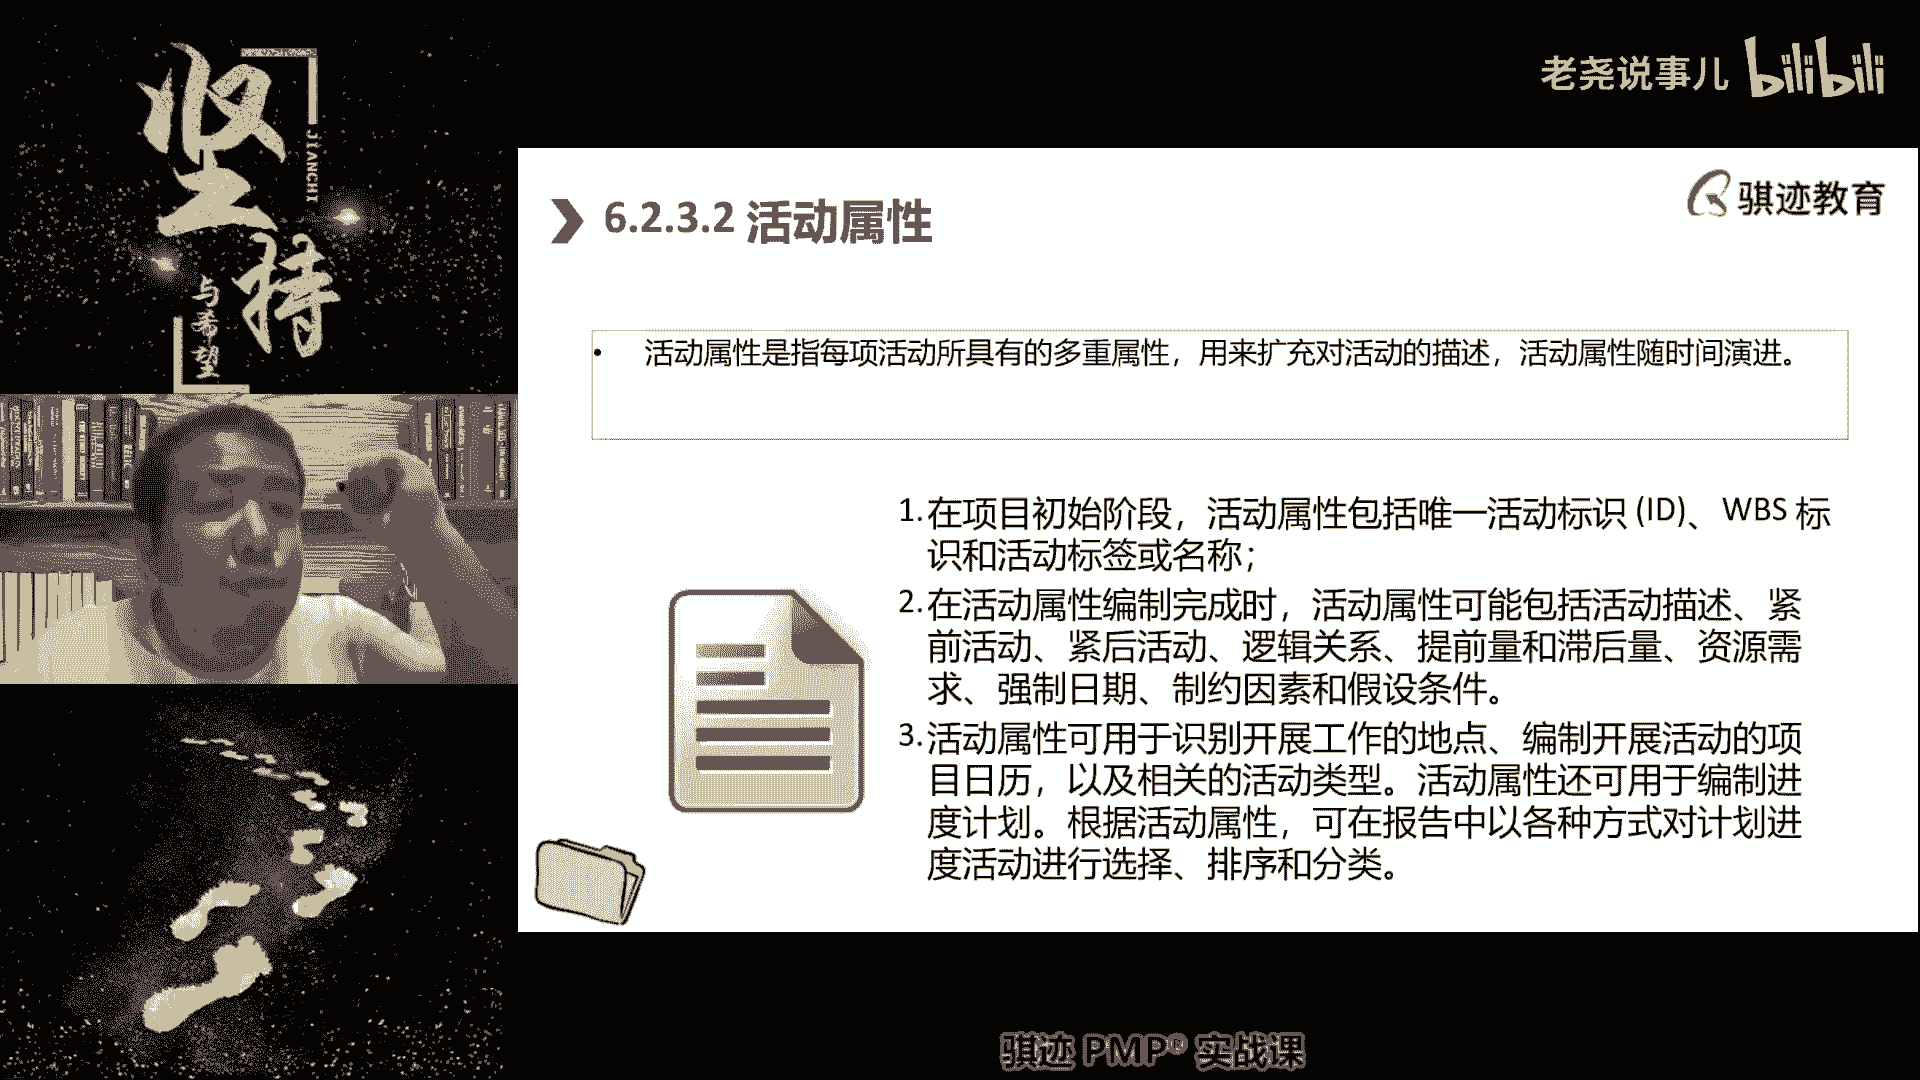 坚持
JIANCHI
与希望
老尧说事儿 bilibili
骐迹教育
6.2.3.2 活动属性
• 活动属性是指每项活动所具有的多重属性，用来扩充对活动的描述，活动属性随时间演进。
1.在项目初始阶段，活动属性包括唯一活动标识 (ID)、WBS 标
识和活动标签或名称；
2.在活动属性编制完成时，活动属性可能包括活动描述、紧
前活动、紧后活动、逻辑关系、提前量和滞后量、资源需
求、强制日期、制约因素和假设条件。
3.活动属性可用于识别开展工作的地点、编制开展活动的项
目日历，以及相关的活动类型。活动属性还可用于编制进
度计划。根据活动属性，可在报告中以各种方式对计划进
度活动进行选择、排序和分类。
骐迹 PMP® 实战课